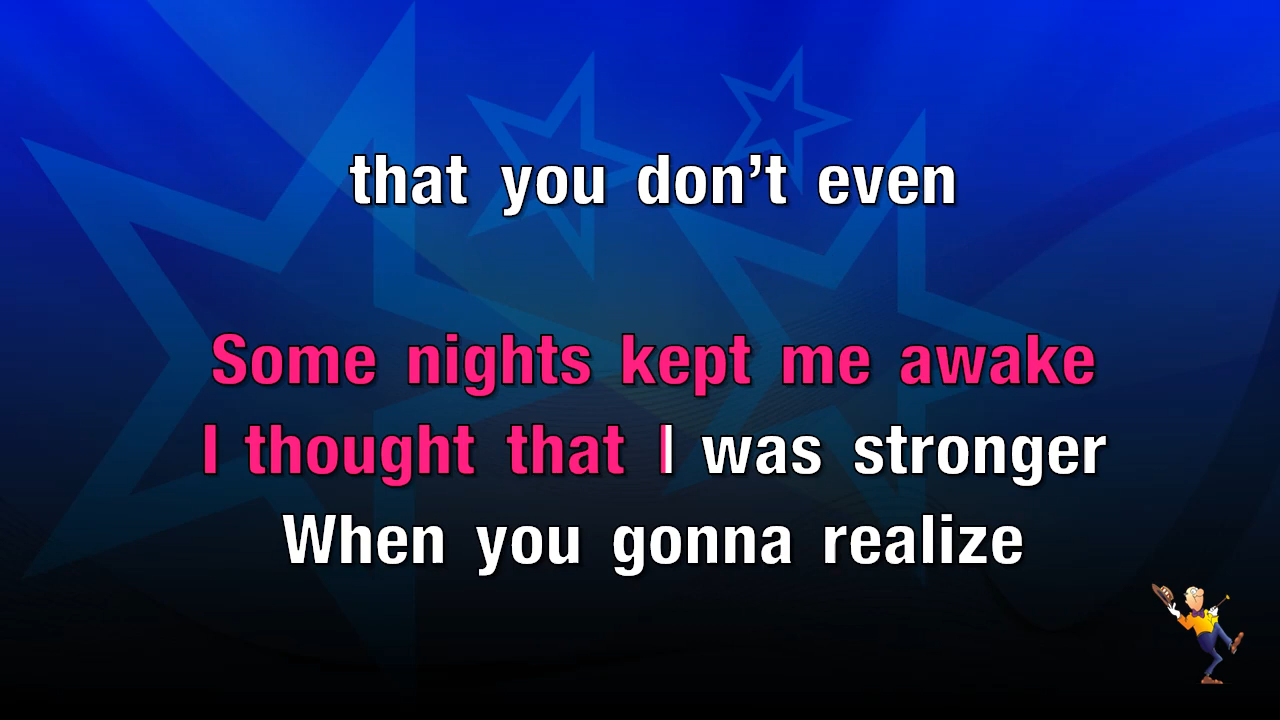 that you don't even
Some nights kept me awake
I thought that I was stronger
When you gonna realize